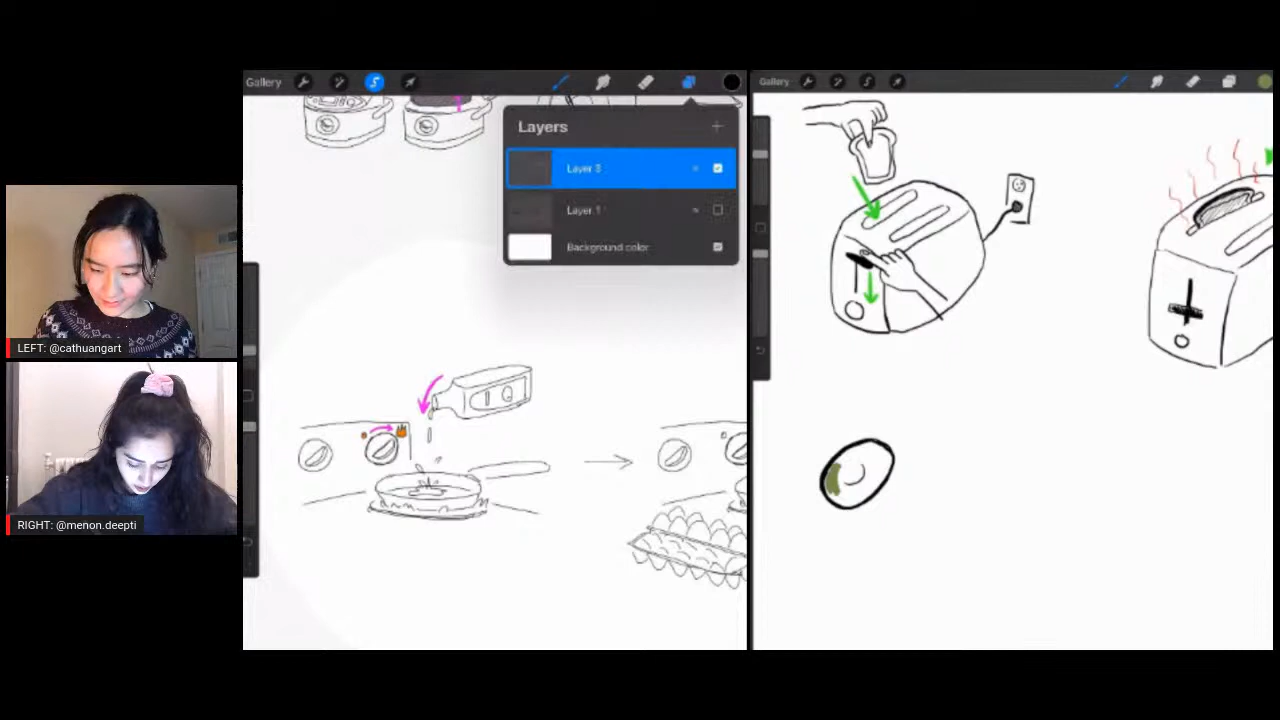 Gallery
Layers
Layer 3
Layer 1
Background color
Gallery
LEFT: @cathuangart
RIGHT: @menon.deepti